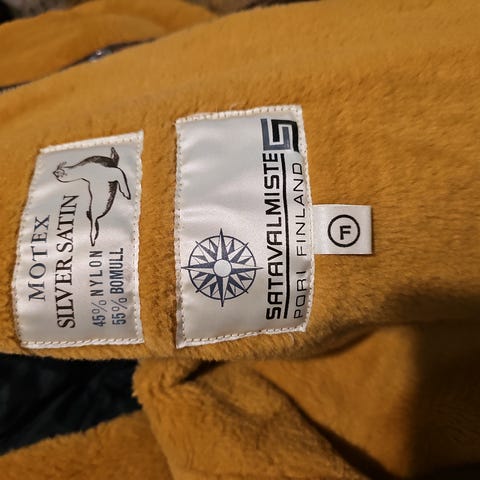 MOTEX
SILVER SATIN
45% NYLON
55% BOMULL
SATAVALMISTE
PORI FINLAND
F